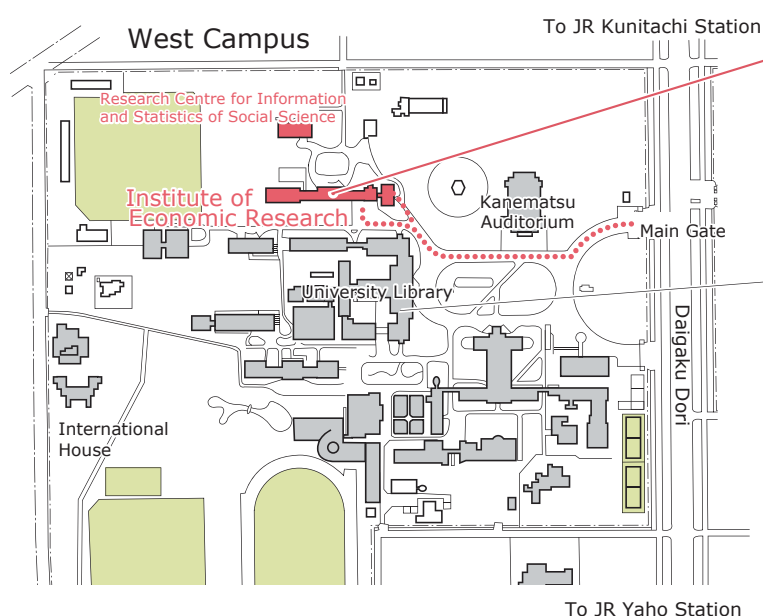 To JR Kunitachi Station
West Campus
Research Centre for Information
and Statistics of Social Science
Institute of
Economic Research
Kanematsu
Auditorium
Main Gate
University Library
Daigaku Dori
International
House
To JR Yaho Station